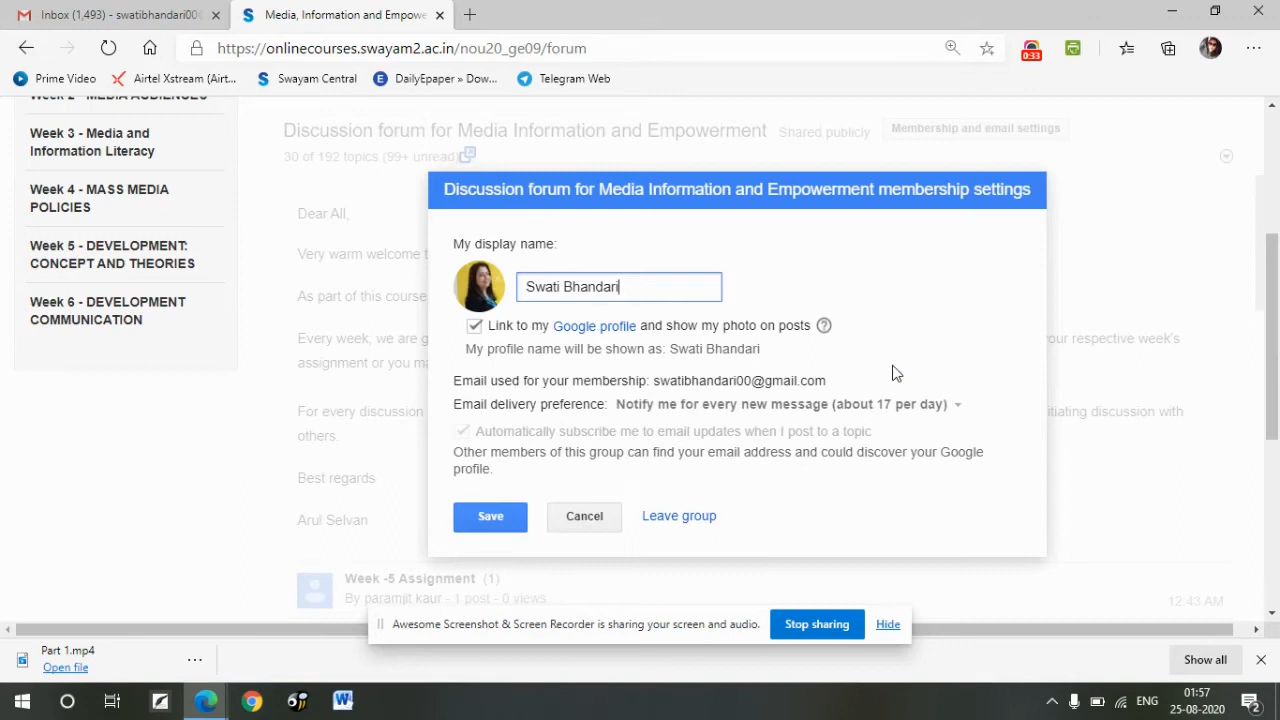 Inbox (1,493) - swatibhandari00
Media, Information and Empowe
https://onlinecourses.swayam2.ac.in/nou20_ge09/forum
0:33
Prime Video
Airtel Xstream (Airt...
Swayam Central
DailyEpaper » Dow...
Telegram Web
Week 2 - MEDIA AUDIENCES
Week 3 - Media and
Information Literacy
Week 4 - MASS MEDIA
POLICIES
Week 5 - DEVELOPMENT:
CONCEPT AND THEORIES
Week 6 - DEVELOPMENT
COMMUNICATION
Discussion forum for Media Information and Empowerment Shared publicly
Membership and email settings
30 of 192 topics (99+ unread)
Dear All,
Very warm welcome t
As part of this course
Every week, we are g
our respective week's
assignment or you ma
For every discussion
nitiating discussion with
others.
Best regards
Arul Selvan
Discussion forum for Media Information and Empowerment membership settings
My display name:
Swati Bhandari
Link to my Google profile and show my photo on posts ?
My profile name will be shown as: Swati Bhandari
Email used for your membership: swatibhandari00@gmail.com
Email delivery preference: Notify me for every new message (about 17 per day)
Automatically subscribe me to email updates when I post to a topic
Other members of this group can find your email address and could discover your Google
profile.
Save
Cancel
Leave group
Week -5 Assignment (1)
By paramjit kaur - 1 post - 0 views
12:43 AM
Awesome Screenshot & Screen Recorder is sharing your screen and audio.
Stop sharing
Hide
Part 1.mp4
Open file
Show all
ENG
01:57
25-08-2020
2